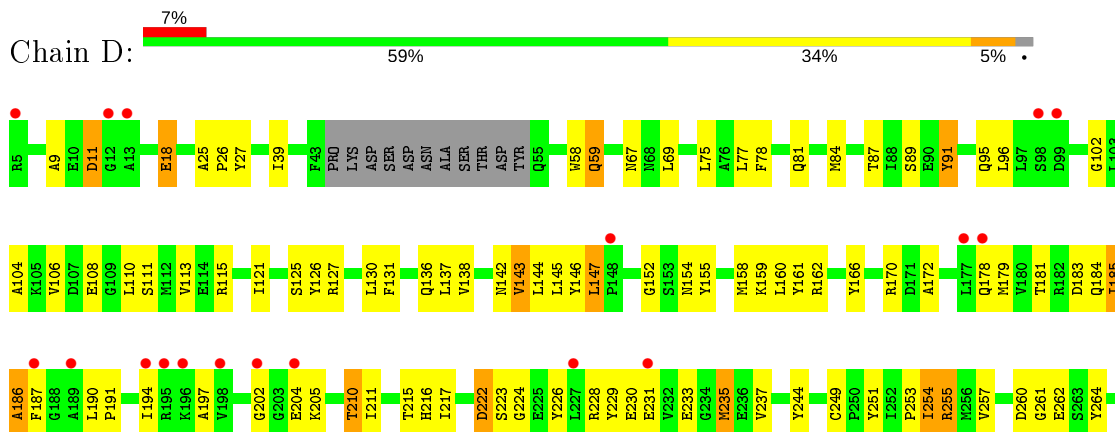 7%
Chain D:
59% 34% 5% •
R5 A9 E10 D11 G12 A13 E18 A25 P26 Y27 I39 F43 PRO LYS ASP SER ASP ASN ALA SER THR ASP TYR Q55 W58 Q59 N67 N68 L69 L75 A76 L77 F78 Q81 M84 T87 I88 S89 E90 Y91 Q95 L96 L97 S98 D99 G102 L103
A104 K105 V106 D107 E108 G109 L110 S111 M112 V113 E114 R115 I121 S125 Y126 R127 L130 F131 Q136 L137 V138 N142 V143 L144 L145 Y146 L147 P148 G152 S153 N154 Y155 M158 K159 L160 Y161 R162 Y166 R170 D171 A172 L177 Q178 M179 V180 T181 R182 D183 Q184 I185
A186 F187 G188 A189 L190 P191 I194 R195 K196 A197 V198 G202 G203 E204 K205 T210 I211 T215 E216 I217 D222 S223 G224 E225 Y226 L227 R228 Y229 E230 E231 V232 E233 G234 M235 E236 V237 Y244 C249 P250 Y251 I252 P253 I254 R255 M256 V257 D260 G261 E262 S263 Y264